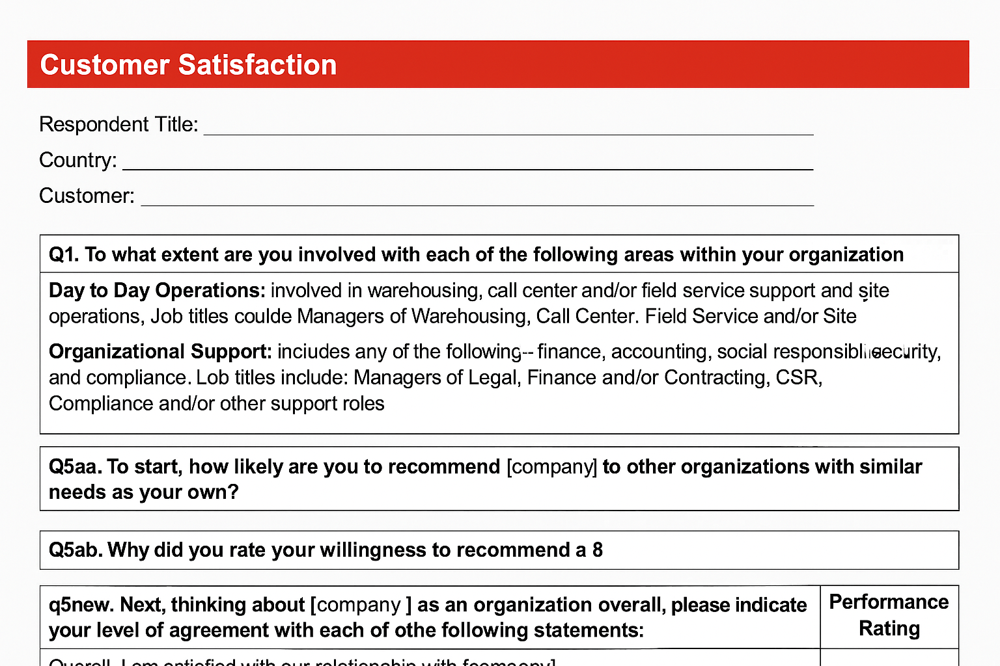 Customer Satisfaction
Respondent Title:
Country:
Customer:
Q1. To what extent are you involved with each of the following areas within your organization
Day to Day Operations: involved in warehousing, call center and/or field service support and site
operations, Job titles coulde Managers of Warehousing, Call Center. Field Service and/or Site
Organizational Support: inciudes any of the following-- finance, accounting, social
and compliance. Lob titles include: Managers of Legal, Finance and/or Contracting, CSR,
Compliance and/or other support roles
Q5aa. To start, how likely are you to recommend [company] to other organizations with similar
needs as your own?
Q5ab. Why did you rate your willingness to recommend a 8
q5new. Next, thinking about [company ] as an organization overall, please indicate
your level of agreement with each of othe following statements:
Performance
Rating
Overall, I am satisfied with our relationship with